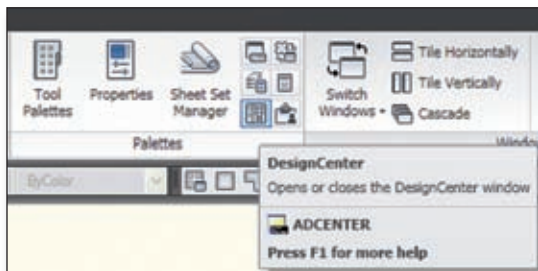 Tool Palettes
Properties
Sheet Set Manager
Switch Windows
Tile Horizontally
Tile Vertically
Cascade
Palettes
Window
ByColor
DesignCenter
Opens or closes the DesignCenter window
ADCENTER
Press F1 for more help